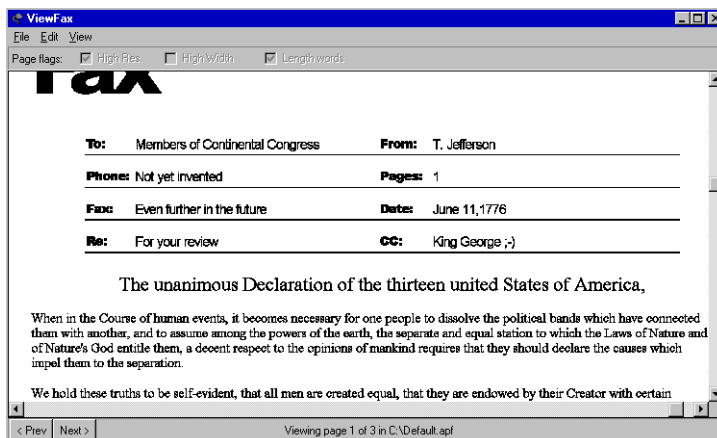 ViewFax
File Edit View
Page flags: High Res. High Width Length words
Fax
To: Members of Continental Congress From: T. Jefferson
Phone: Not yet invented Pages: 1
Fax: Even further in the future Date: June 11,1776
Re: For your review CC: King George ;-)
The unanimous Declaration of the thirteen united States of America,
When in the Course of human events, it becomes necessary for one people to dissolve the political bands which have connected
them with another, and to assume among the powers of the earth, the separate and equal station to which the Laws of Nature and
of Nature's God entitle them, a decent respect to the opinions of mankind requires that they should declare the causes which
impel them to the separation.
We hold these truths to be self-evident, that all men are created equal, that they are endowed by their Creator with certain
< Prev Next > Viewing page 1 of 3 in C:\Default.apf